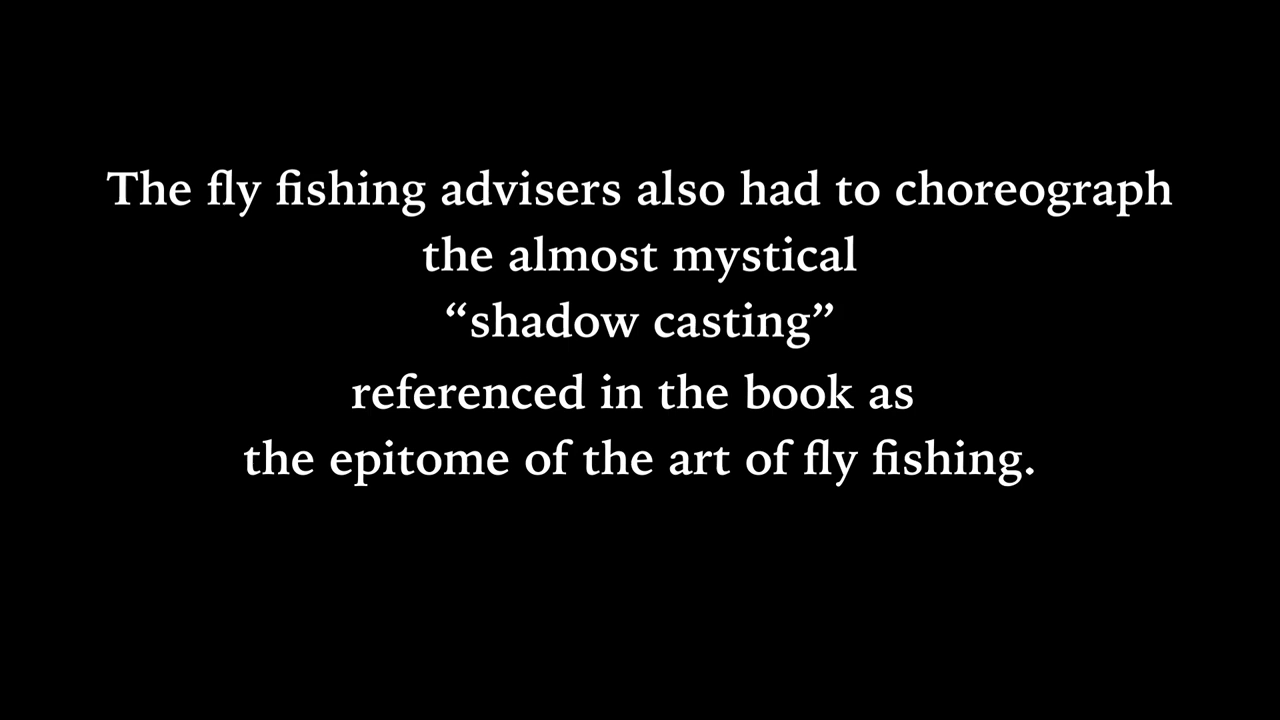 The fly fishing advisers also had to choreograph
the almost mystical
“shadow casting”
referenced in the book as
the epitome of the art of fly fishing.